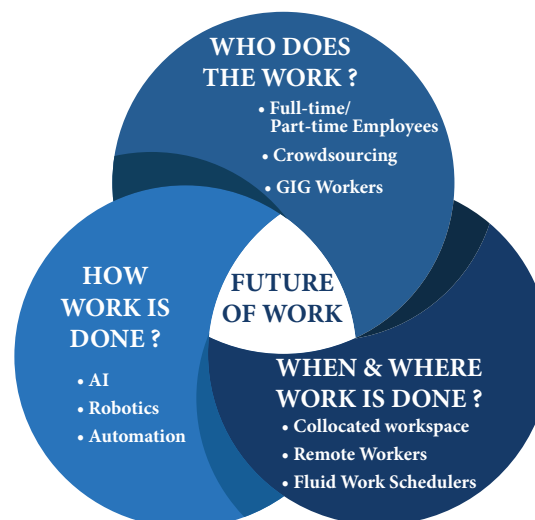 WHO DOES
THE WORK ?
• Full-time/
Part-time Employees
• Crowdsourcing
• GIG Workers
HOW
WORK IS
DONE ?
• AI
• Robotics
• Automation
FUTURE
OF WORK
WHEN & WHERE
WORK IS DONE ?
• Collocated workspace
• Remote Workers
• Fluid Work Schedulers